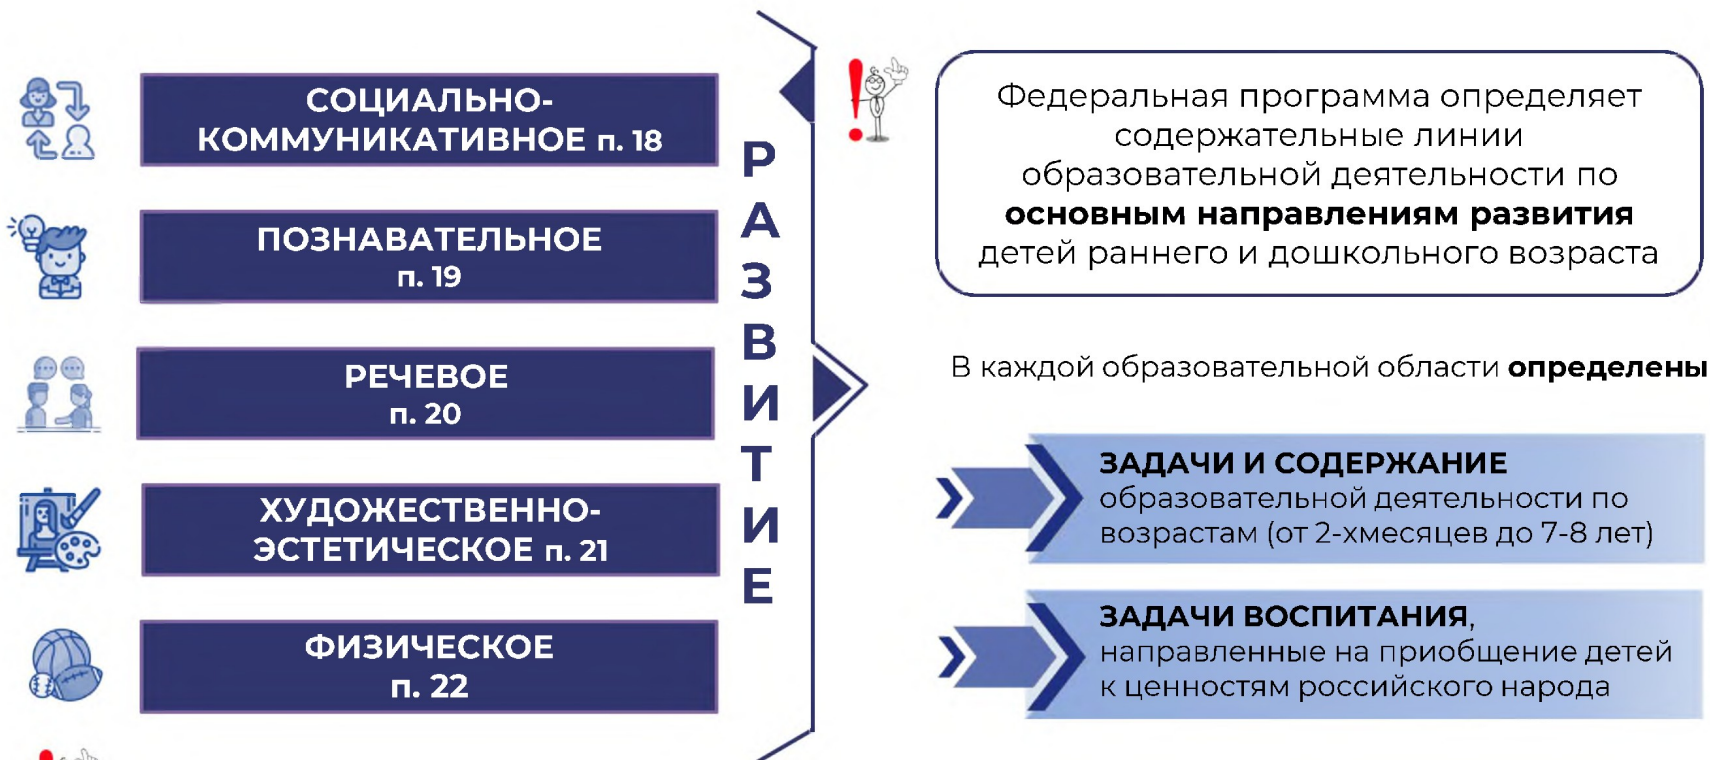 СОЦИАЛЬНО-
КОММУНИКАТИВНОЕ п. 18
ПОЗНАВАТЕЛЬНОЕ
п. 19
РЕЧЕВОЕ
п. 20
ХУДОЖЕСТВЕННО-
ЭСТЕТИЧЕСКОЕ п. 21
ФИЗИЧЕСКОЕ
п. 22
РАЗВИТИЕ
Федеральная программа определяет
содержательные линии
образовательной деятельности по
основным направлениям развития
детей раннего и дошкольного возраста
В каждой образовательной области определены
ЗАДАЧИ И СОДЕРЖАНИЕ
образовательной деятельности по
возрастам (от 2-хмесяцев до 7-8 лет)
ЗАДАЧИ ВОСПИТАНИЯ,
направленные на приобщение детей
к ценностям российского народа